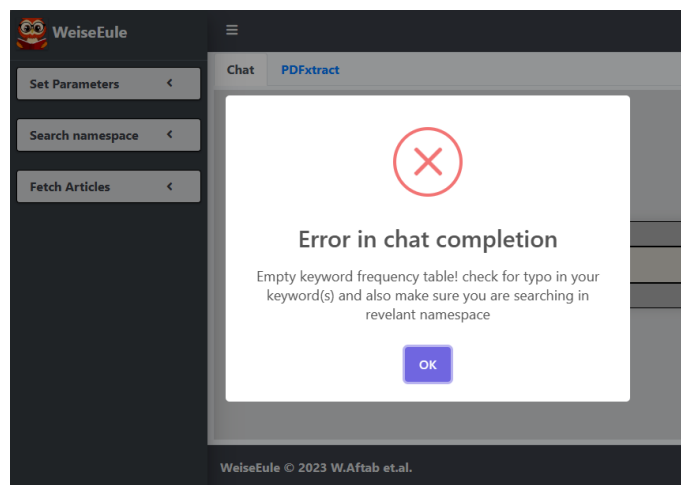 WeiseEule
Chat PDFxtract
Set Parameters
Search namespace
Fetch Articles
Error in chat completion
Empty keyword frequency table! check for typo in your
keyword(s) and also make sure you are searching in
revelant namespace
OK
WeiseEule © 2023 W.Aftab et.al.